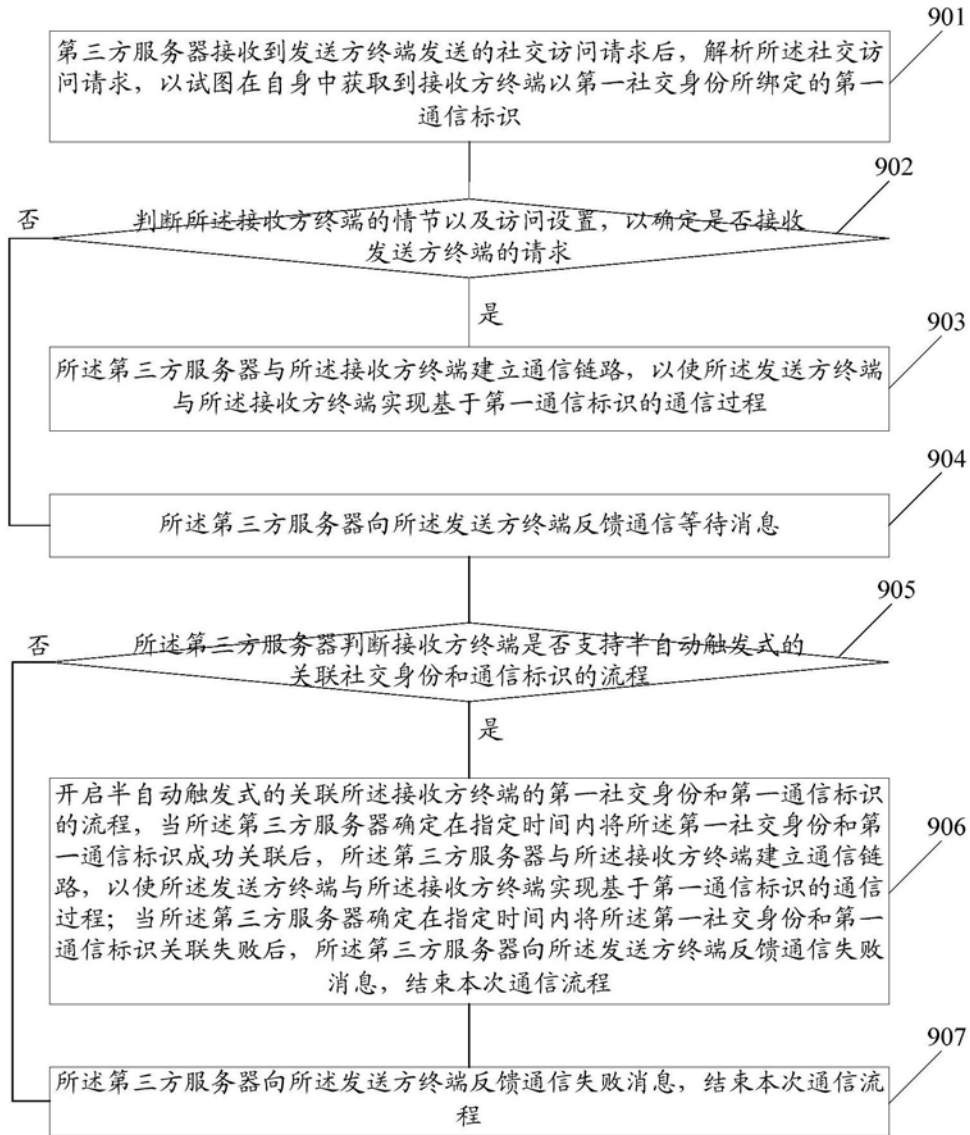 901
第三方服务器接收到发送方终端发送的社交访问请求后，解析所述社交访
问请求，以试图在自身中获取到接收方终端以第一社交身份所绑定的第一
通信标识
902
否
判断所述接收方终端的情节以及访问设置，以确定是否接收
发送方终端的请求
是
903
所述第三方服务器与所述接收方终端建立通信链路，以使所述发送方终端
与所述接收方终端实现基于第一通信标识的通信过程
904
所述第三方服务器向所述发送方终端反馈通信等待消息
905
否
所述第三方服务器判断接收方终端是否支持半自动触发式的
关联社交身份和通信标识的流程
是
906
开启半自动触发式的关联所述接收方终端的第一社交身份和第一通信标识
的流程，当所述第三方服务器确定在指定时间内将所述第一社交身份和第
一通信标识成功关联后，所述第三方服务器与所述接收方终端建立通信链
路，以使所述发送方终端与所述接收方终端实现基于第一通信标识的通信
过程；当所述第三方服务器确定在指定时间内将所述第一社交身份和第一
通信标识关联失败后，所述第三方服务器向所述发送方终端反馈通信失败
消息，结束本次通信流程
907
所述第三方服务器向所述发送方终端反馈通信失败消息，结束本次通信流
程